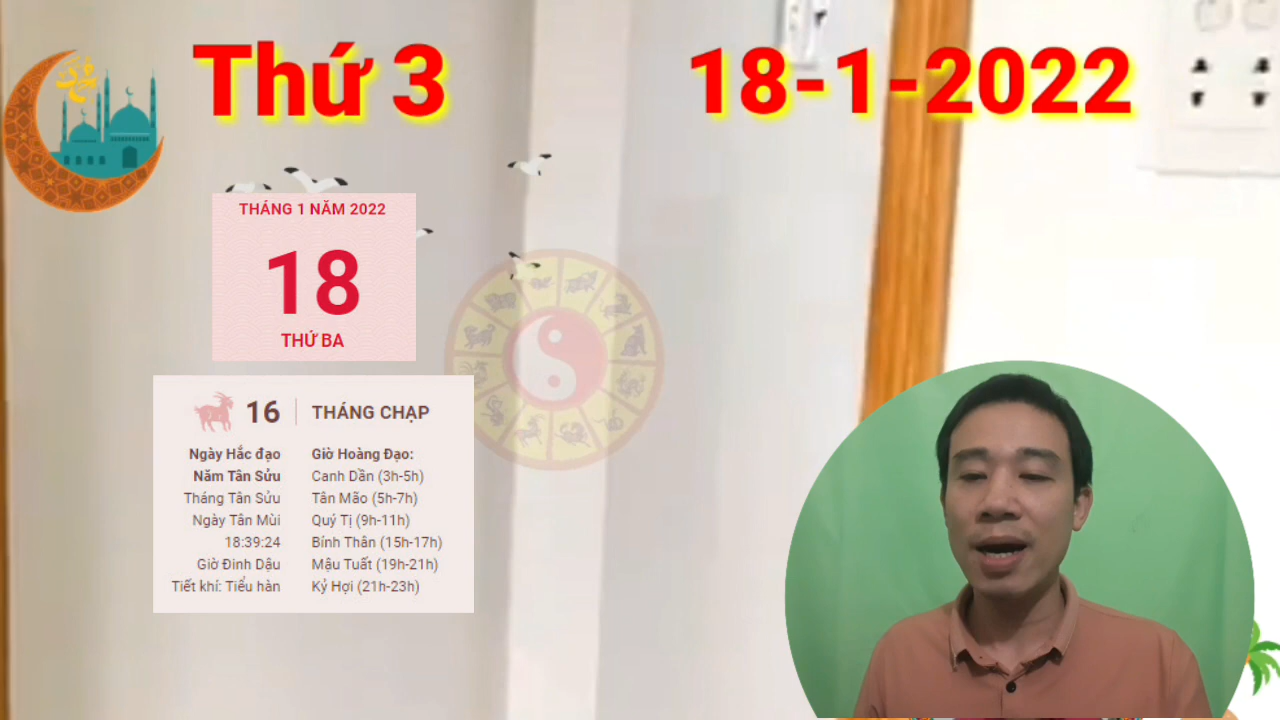 Thứ 3
18-1-2022
THÁNG 1 NĂM 2022
18
THỨ BA
16
THÁNG CHẠP
Ngày Hắc đạo
Năm Tân Sửu
Tháng Tân Sửu
Ngày Tân Mùi
18:39:24
Giờ Đinh Dậu
Tiết khí: Tiểu hàn
Giờ Hoàng Đạo:
Canh Dần (3h-5h)
Tân Mão (5h-7h)
Quý Tị (9h-11h)
Bính Thân (15h-17h)
Mậu Tuất (19h-21h)
Kỷ Hợi (21h-23h)